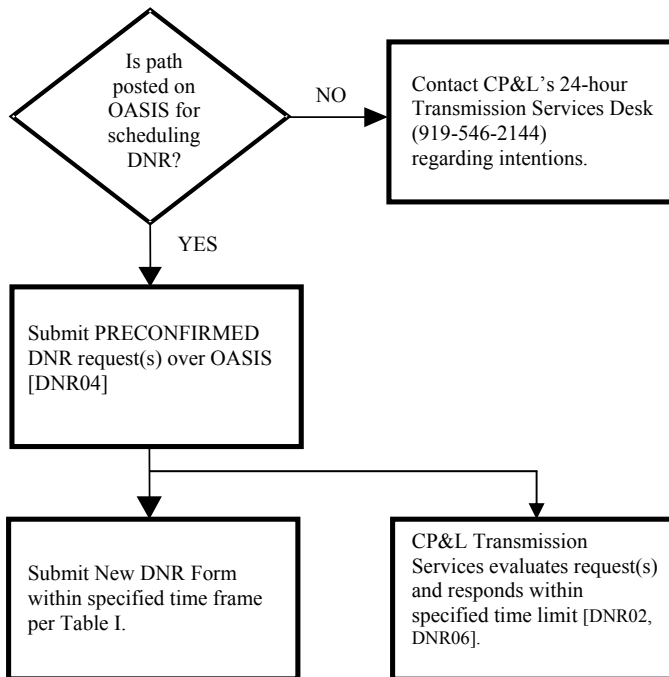 Is path
posted on
OASIS for
scheduling
DNR?
NO
Contact CP&L's 24-hour
Transmission Services Desk
(919-546-2144)
regarding intentions.
YES
Submit PRECONFIRMED
DNR request(s) over OASIS
[DNR04]
Submit New DNR Form
within specified time frame
per Table I.
CP&L Transmission
Services evaluates request(s)
and responds within
specified time limit [DNR02,
DNR06].